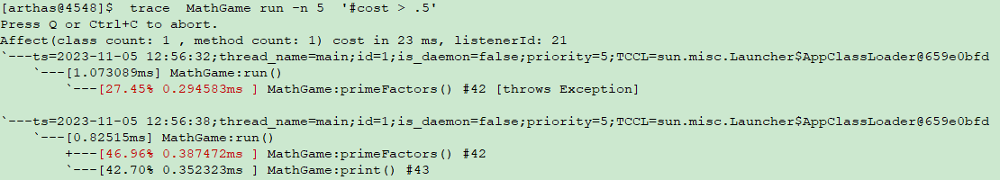 [arthas@4548]$  trace  MathGame run -n 5  '#cost > .5'
Press Q or Ctrl+C to abort.
Affect(class count: 1 , method count: 1) cost in 23 ms, listenerId: 21
`---ts=2023-11-05 12:56:32;thread_name=main;id=1;is_daemon=false;priority=5;TCCL=sun.misc.Launcher$AppClassLoader@659e0bfd
    `---[1.073089ms] MathGame:run()
        `---[27.45% 0.294583ms ] MathGame:primeFactors() #42 [throws Exception]
`---ts=2023-11-05 12:56:38;thread_name=main;id=1;is_daemon=false;priority=5;TCCL=sun.misc.Launcher$AppClassLoader@659e0bfd
    `---[0.82515ms] MathGame:run()
        +---[46.96% 0.387472ms ] MathGame:primeFactors() #42
        `---[42.70% 0.352323ms ] MathGame:print() #43